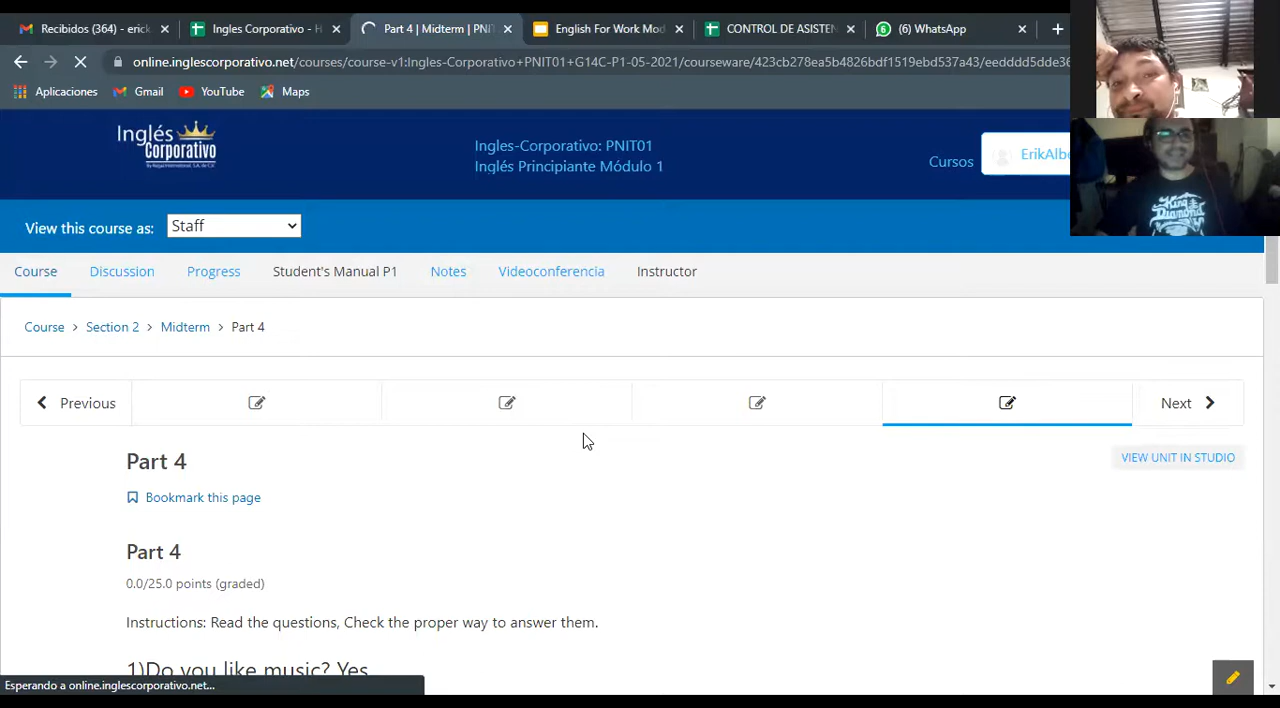 Recibidos (364) - erick
Ingles Corporativo - H
Part 4 | Midterm | PNI
English For Work Mod
CONTROL DE ASISTEN
(6) WhatsApp
online.inglescorporativo.net/courses/course-v1:Ingles-Corporativo+PNIT01+G14C-P1-05-2021/courseware/423cb278ea5b4826bdf1519ebd537a43/eedddd5dde36
Aplicaciones
Gmail
YouTube
Maps
Inglés
Corporativo
Ingles-Corporativo: PNIT01
Inglés Principiante Módulo 1
Cursos
ErikAlbe
King
Diamond
View this course as:
Staff
Course
Discussion
Progress
Student's Manual P1
Notes
Videoconferencia
Instructor
Course > Section 2 > Midterm > Part 4
Previous
Next
Part 4
VIEW UNIT IN STUDIO
Bookmark this page
Part 4
0.0/25.0 points (graded)
Instructions: Read the questions, Check the proper way to answer them.
1)Do you like music? Yes
Esperando a online.inglescorporativo.net...